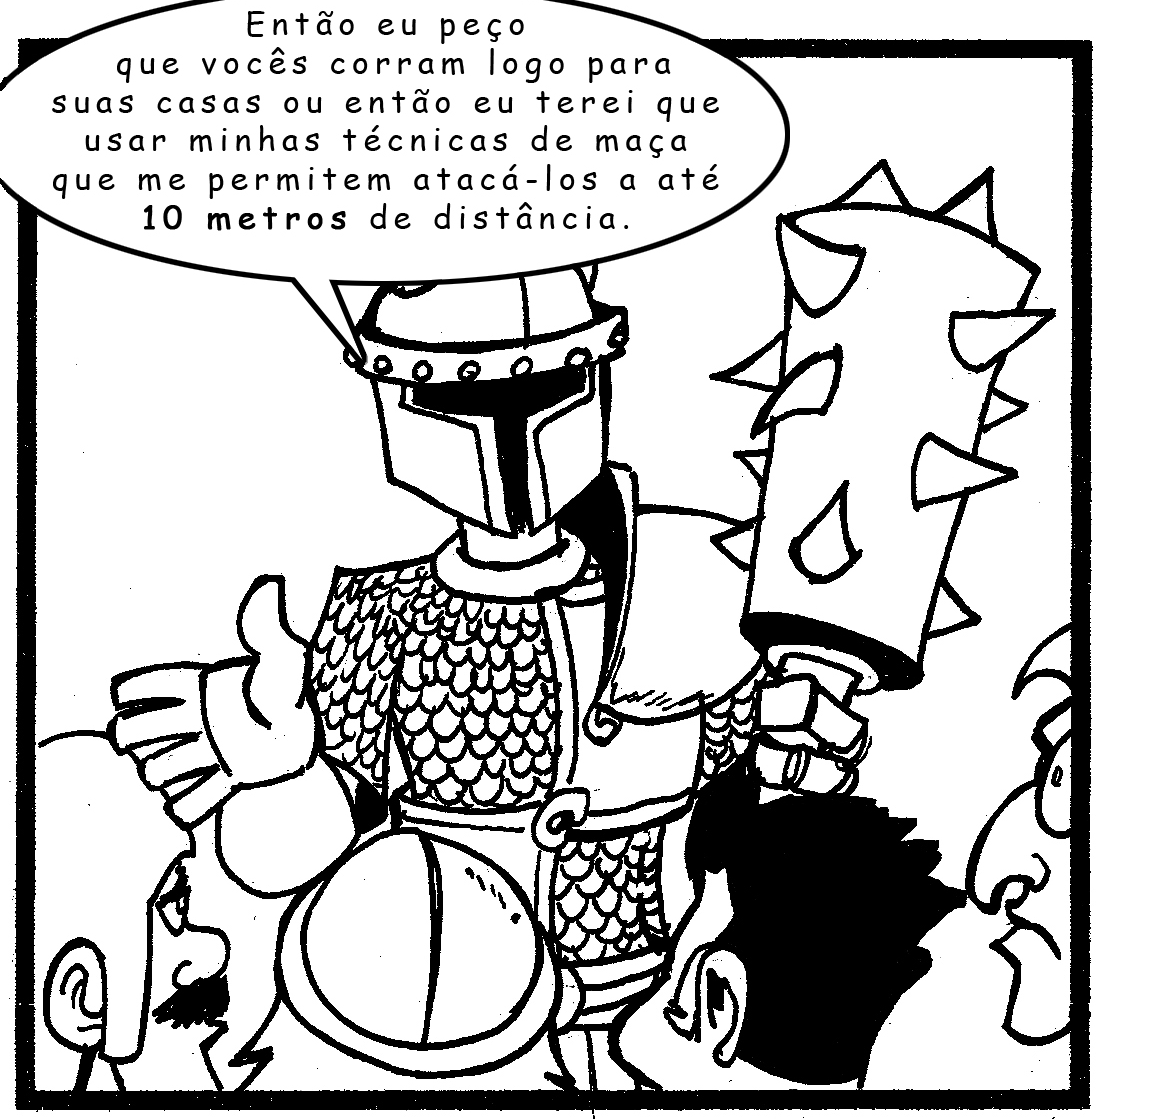 Então eu peço
que vocês corram logo para
suas casas ou então eu terei que
usar minhas técnicas de maça
que me permitem atacá-los a até
10 metros de distância.